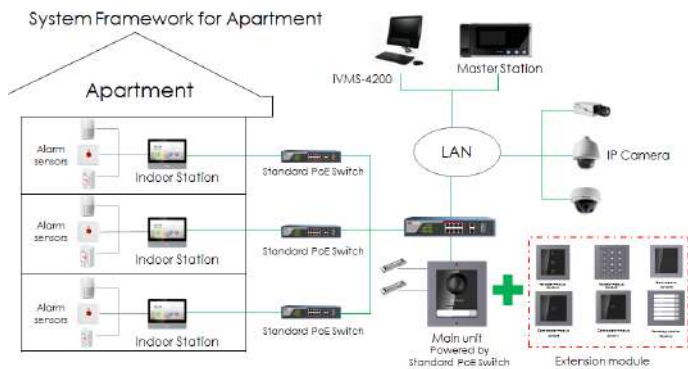 System Framework for Apartment
iVMS-4200
Master Station
Apartment
Alarm
sensors
Indoor Station
Standard PoE Switch
LAN
IP Camera
Alarm
sensors
Indoor Station
Standard PoE Switch
Alarm
sensors
Indoor Station
Standard PoE Switch
Main unit
Powered by
Standard PoE Switch
Extension module